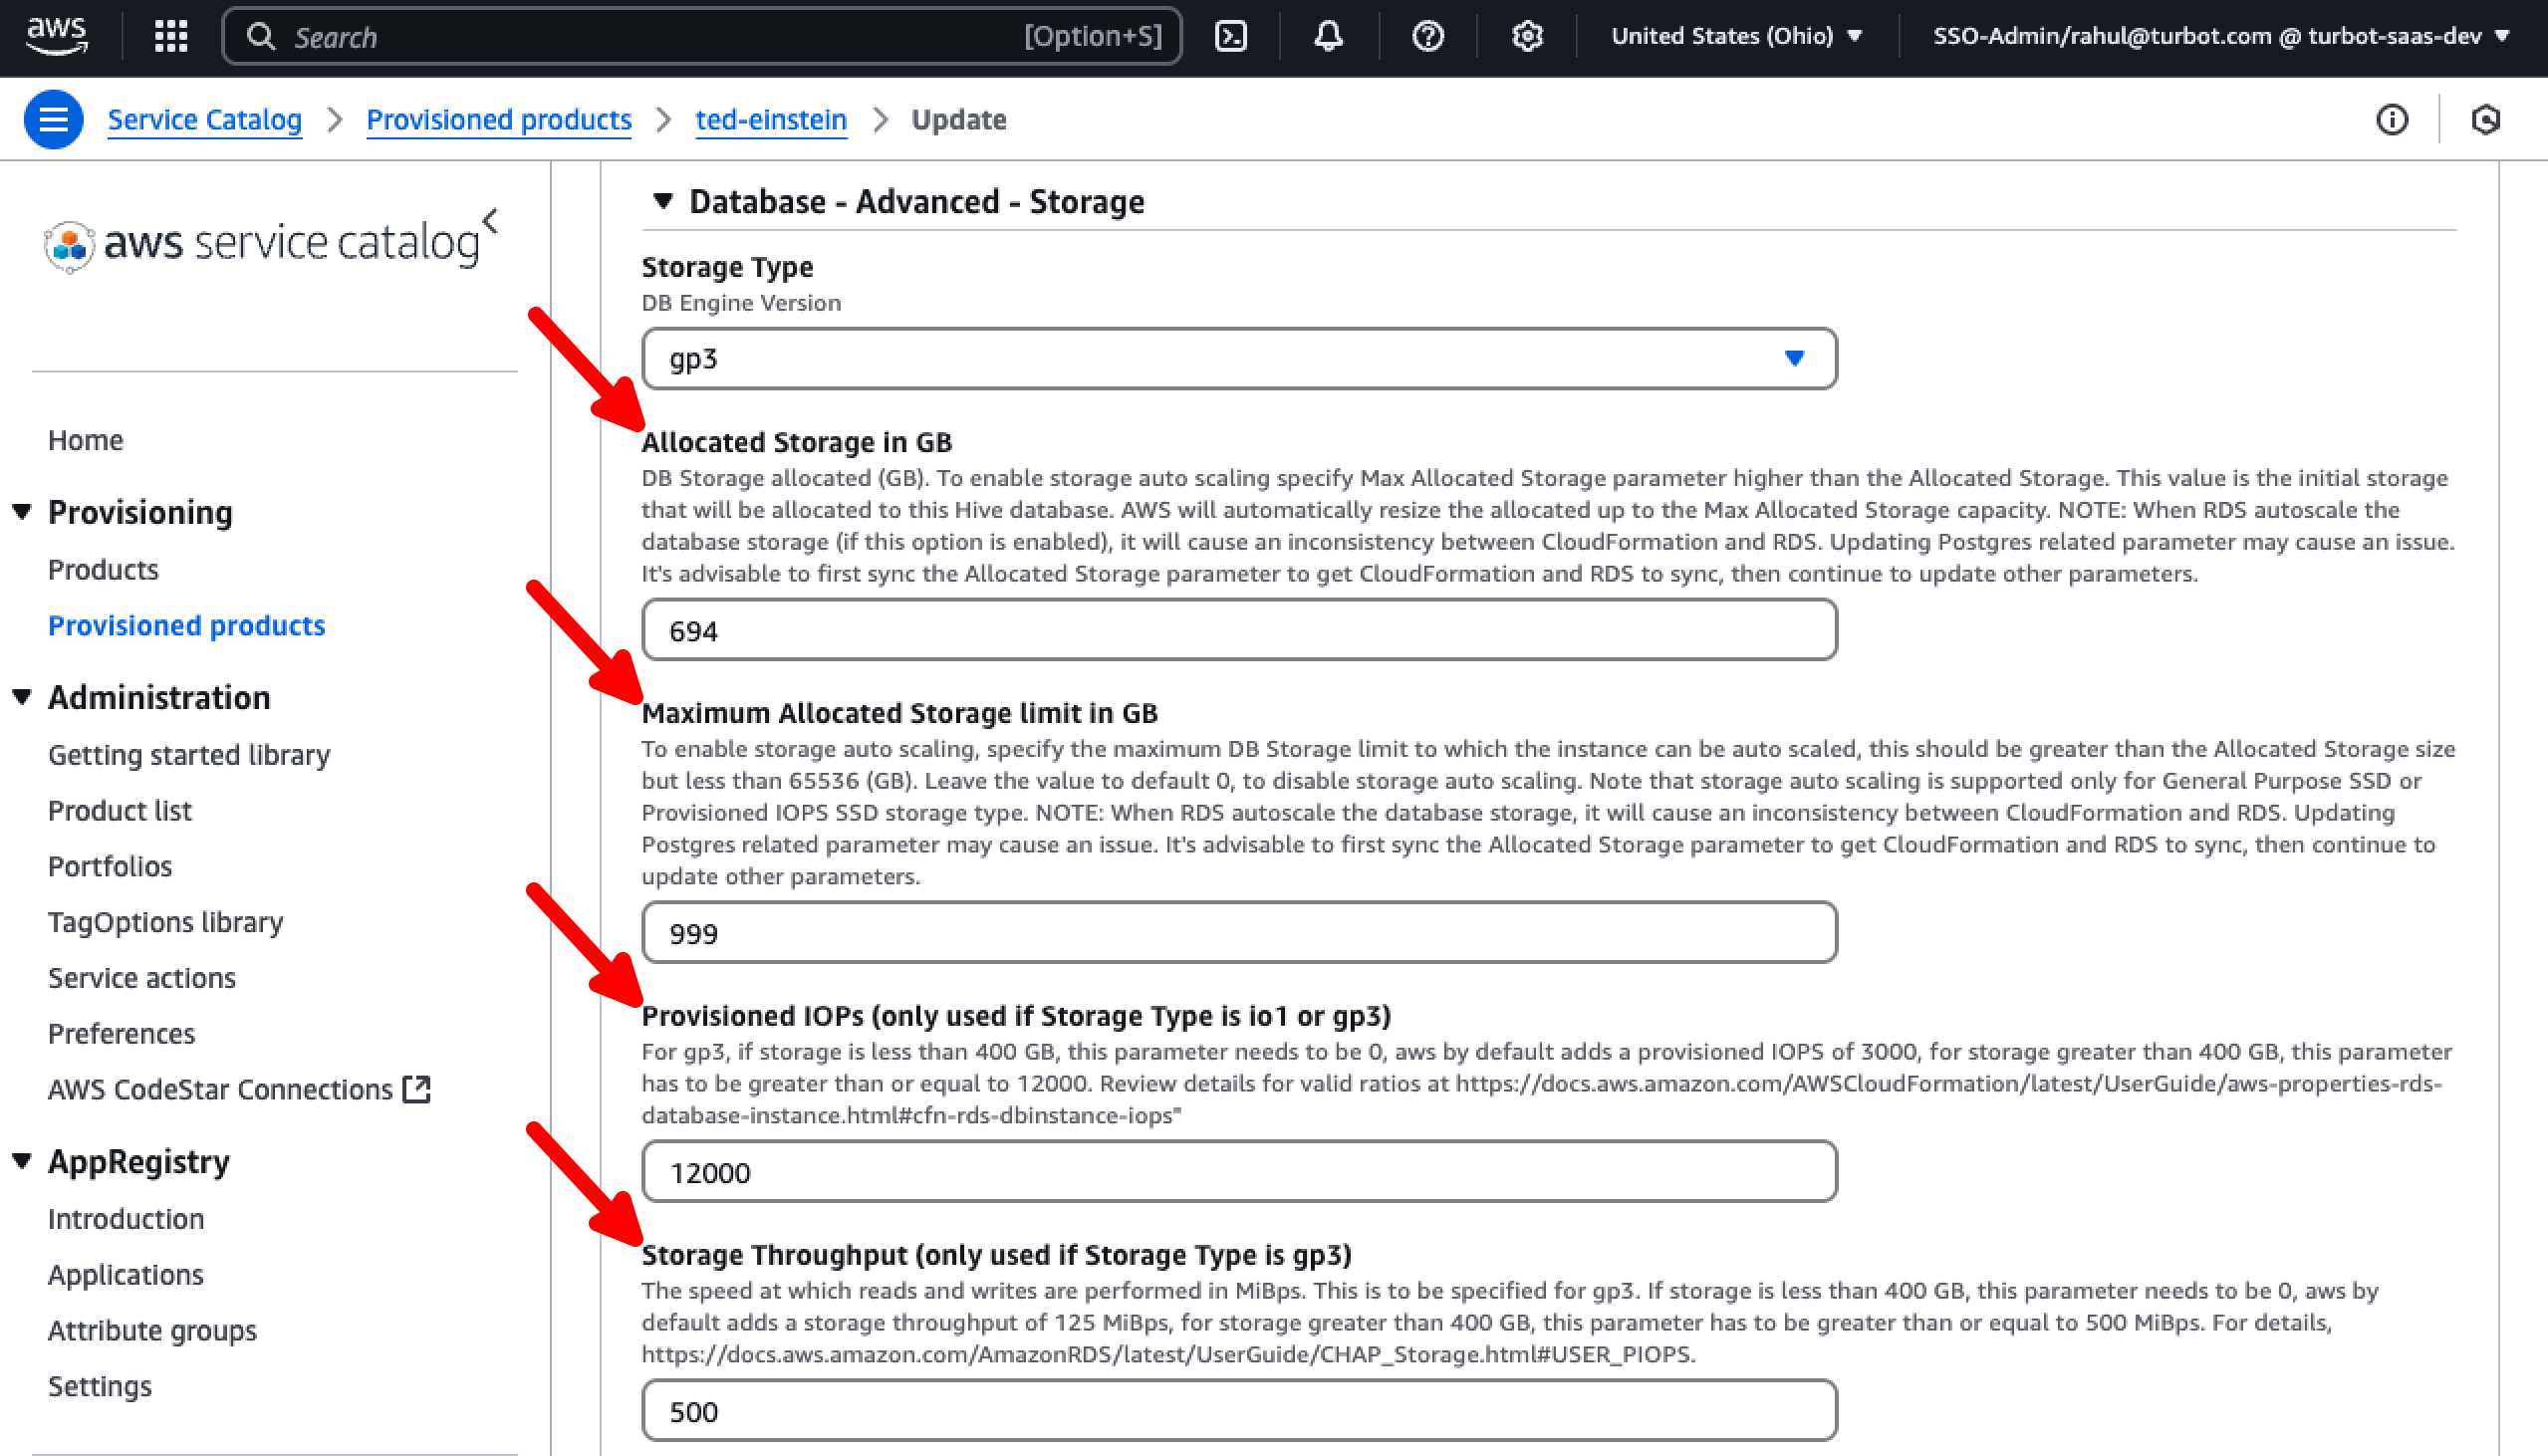 aws
Search
[Option+S]
United States (Ohio)
SSO-Admin/rahul@turbot.com @ turbot-saas-dev
Service Catalog
Provisioned products
ted-einstein
Update
aws service catalog
Home
Provisioning
Products
Provisioned products
Administration
Getting started library
Product list
Portfolios
TagOptions library
Service actions
Preferences
AWS CodeStar Connections
AppRegistry
Introduction
Applications
Attribute groups
Settings
Database - Advanced - Storage
Storage Type
DB Engine Version
gp3
Allocated Storage in GB
DB Storage allocated (GB). To enable storage auto scaling specify Max Allocated Storage parameter higher than the Allocated Storage. This value is the initial storage
that will be allocated to this Hive database. AWS will automatically resize the allocated up to the Max Allocated Storage capacity. NOTE: When RDS autoscale the
database storage (if this option is enabled), it will cause an inconsistency between CloudFormation and RDS. Updating Postgres related parameter may cause an issue.
It's advisable to first sync the Allocated Storage parameter to get CloudFormation and RDS to sync, then continue to update other parameters.
694
Maximum Allocated Storage limit in GB
To enable storage auto scaling, specify the maximum DB Storage limit to which the instance can be auto scaled, this should be greater than the Allocated Storage size
but less than 65536 (GB). Leave the value to default 0, to disable storage auto scaling. Note that storage auto scaling is supported only for General Purpose SSD or
Provisioned IOPS SSD storage type. NOTE: When RDS autoscale the database storage, it will cause an inconsistency between CloudFormation and RDS. Updating
Postgres related parameter may cause an issue. It's advisable to first sync the Allocated Storage parameter to get CloudFormation and RDS to sync, then continue to
update other parameters.
999
Provisioned IOPs (only used if Storage Type is io1 or gp3)
For gp3, if storage is less than 400 GB, this parameter needs to be 0, aws by default adds a provisioned IOPS of 3000, for storage greater than 400 GB, this parameter
has to be greater than or equal to 12000. Review details for valid ratios at https://docs.aws.amazon.com/AWSCloudFormation/latest/UserGuide/aws-properties-rds-
database-instance.html#cfn-rds-dbinstance-iops"
12000
Storage Throughput (only used if Storage Type is gp3)
The speed at which reads and writes are performed in MiBps. This is to be specified for gp3. If storage is less than 400 GB, this parameter needs to be 0, aws by
default adds a storage throughput of 125 MiBps, for storage greater than 400 GB, this parameter has to be greater than or equal to 500 MiBps. For details,
https://docs.aws.amazon.com/AmazonRDS/latest/UserGuide/CHAP_Storage.html#USER_PIOPS.
500